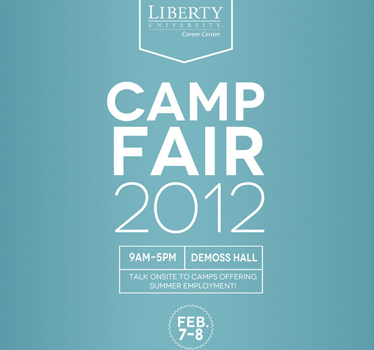 LIBERTY
UNIVERSITY.
Career Center
CAMP
FAIR
2012
9AM-5PM DEMOSS HALL
TALK ONSITE TO CAMPS OFFERING
SUMMER EMPLOYMENT!
FEB.
7-8